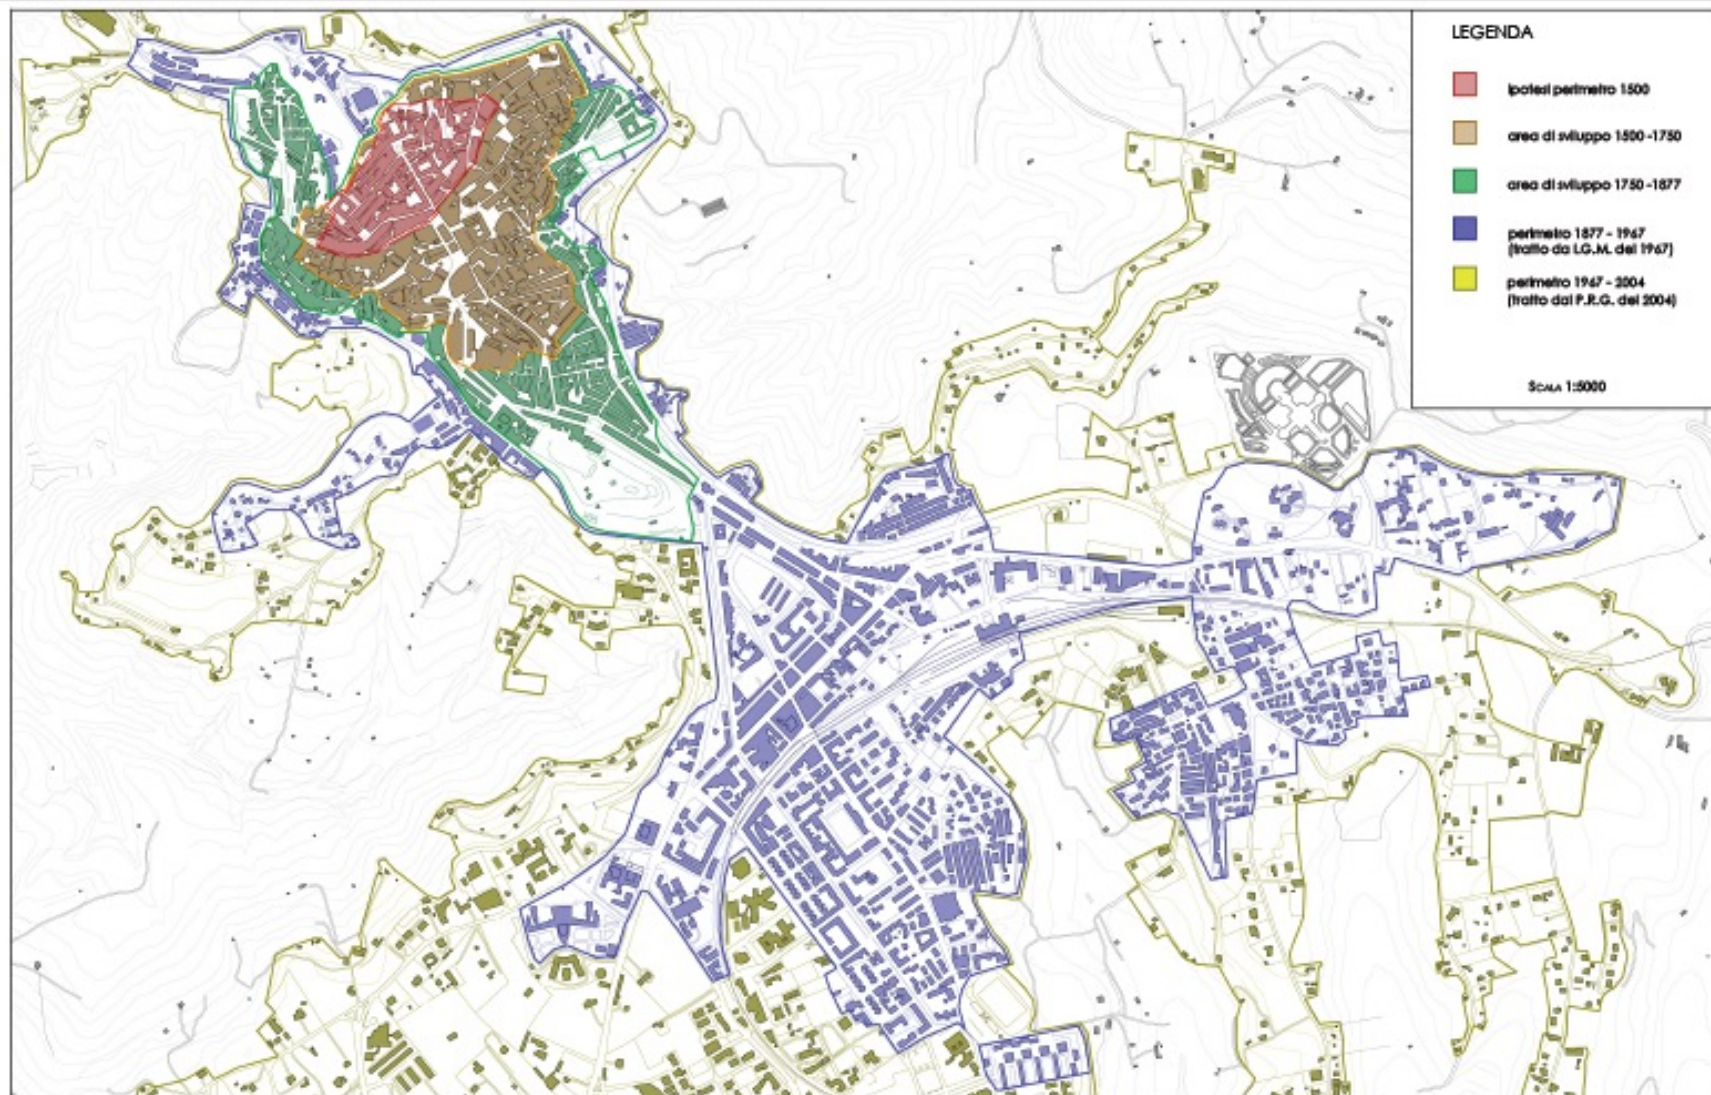 LEGENDA
ipotesi perimetro 1500
area di sviluppo 1500 -1750
area di sviluppo 1750 -1877
perimetro 1877 - 1967
(tratto da I.G.M. del 1967)
perimetro 1967 - 2004
(tratto dal P.R.G. del 2004)
SCALA 1:5000